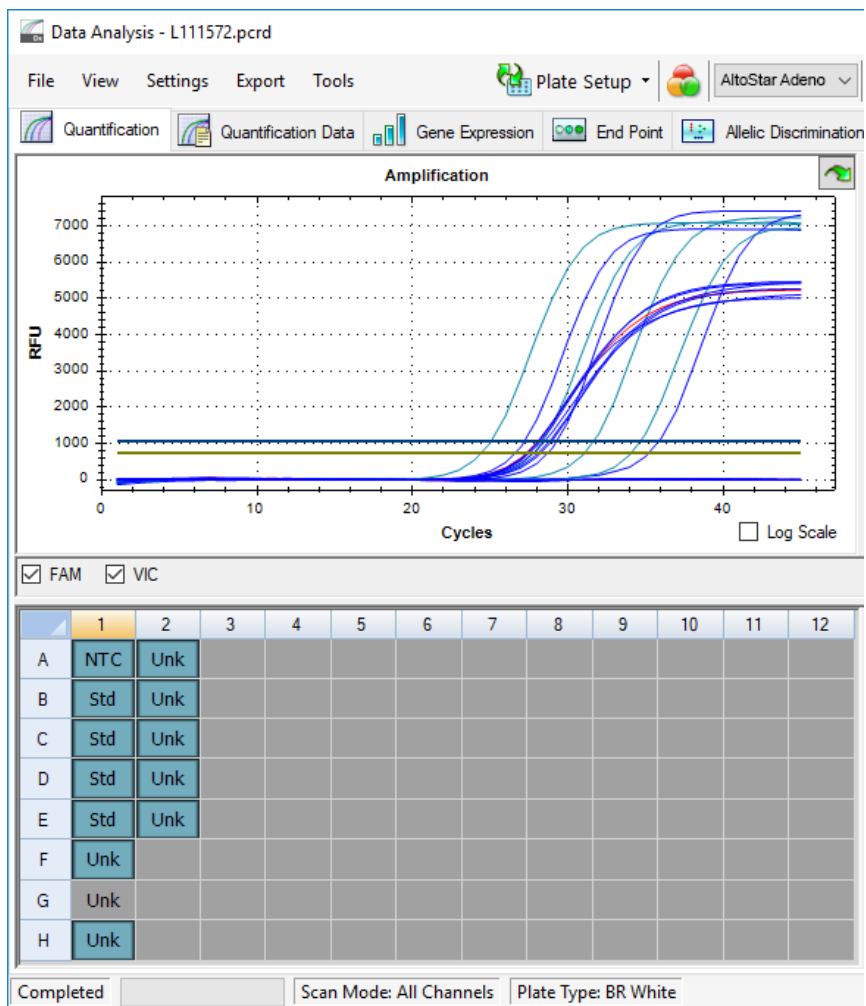 Data Analysis - L111572.pcrd
File View Settings Export Tools Plate Setup AltoStar Adeno
Quantification Quantification Data Gene Expression End Point Allelic Discrimination
Amplification
7000
6000
5000
4000
3000
2000
1000
0
RFU
0 10 20 30 40
Cycles
Log Scale
FAM VIC
1 2 3 4 5 6 7 8 9 10 11 12
A NTC Unk
B Std Unk
C Std Unk
D Std Unk
E Std Unk
F Unk
G Unk
H Unk
Completed Scan Mode: All Channels Plate Type: BR White